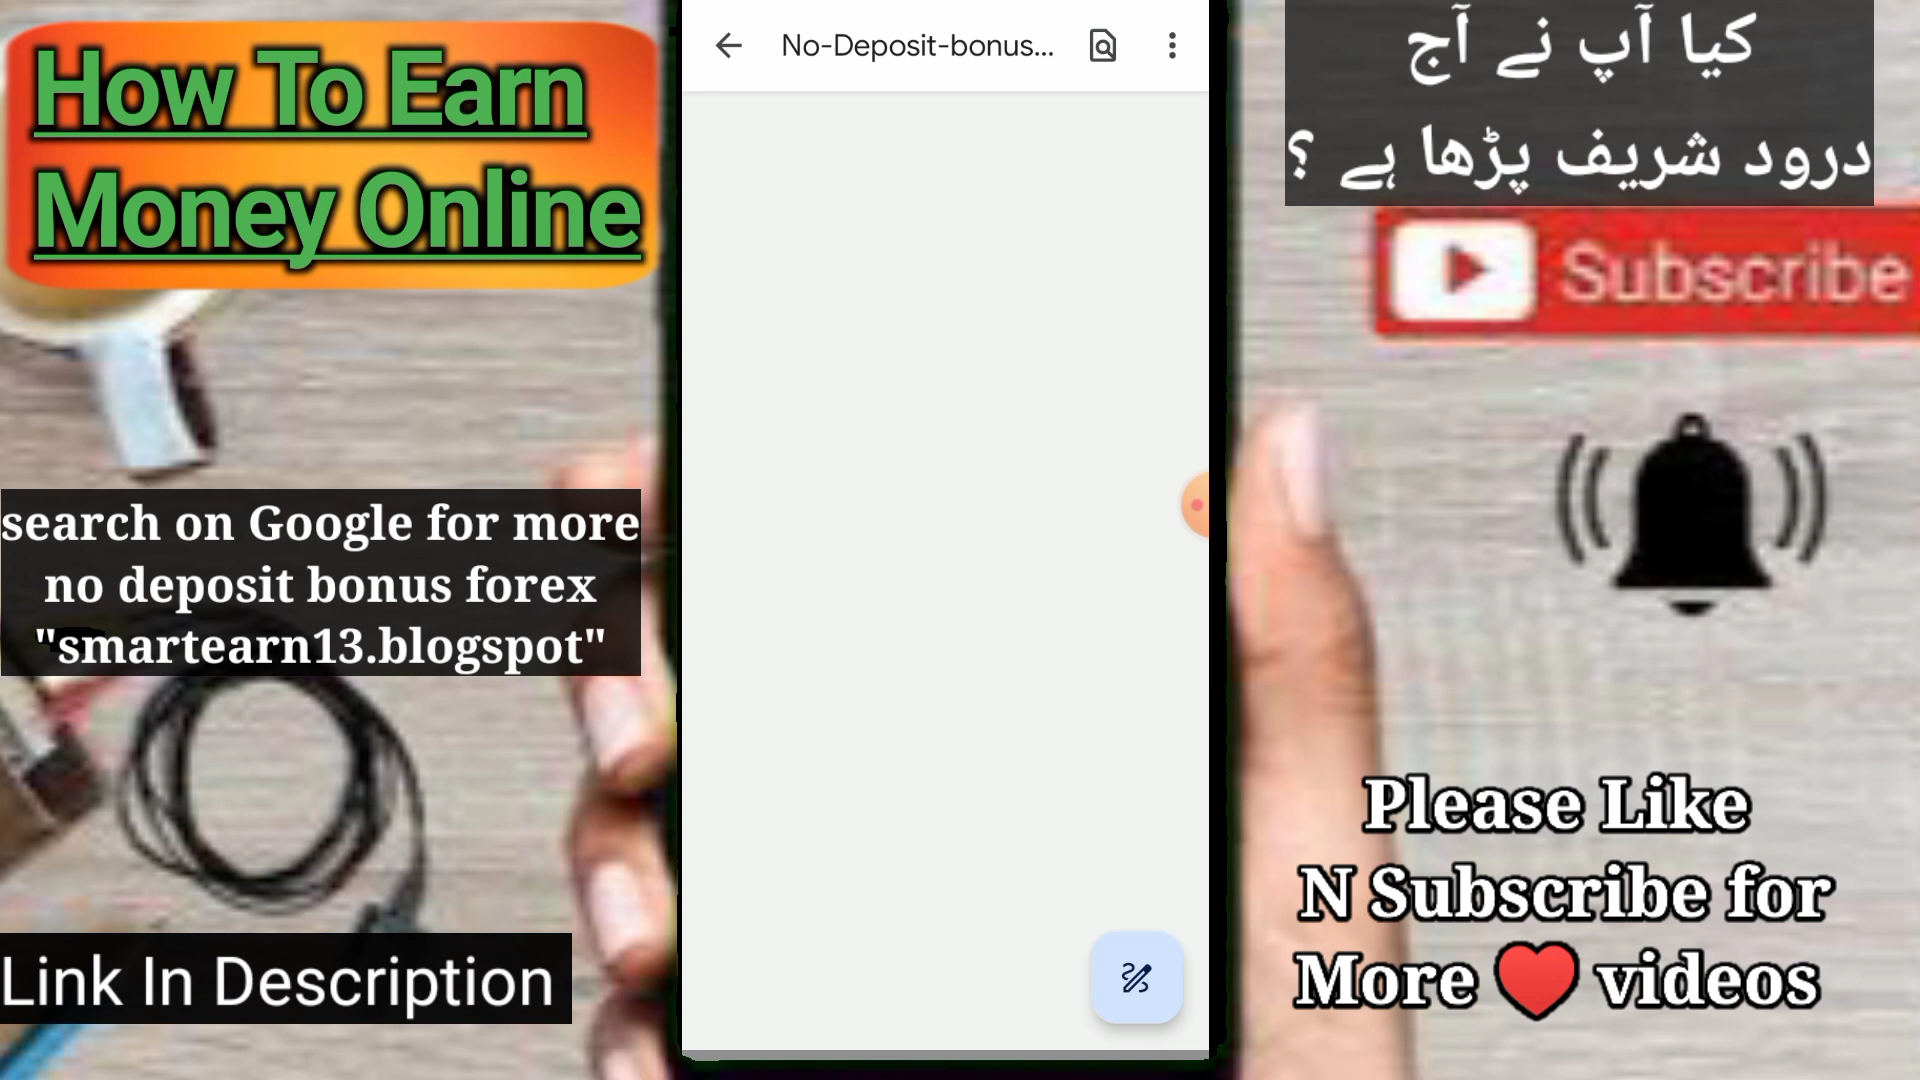 How To Earn
Money Online
search on Google for more
no deposit bonus forex
"smartearn13.blogspot"
Link In Description
No-Deposit-bonus...
کیا آپ نے آج
درود شریف پڑھا ہے ؟
Subscribe
Please Like
N Subscribe for
More ❤️ videos